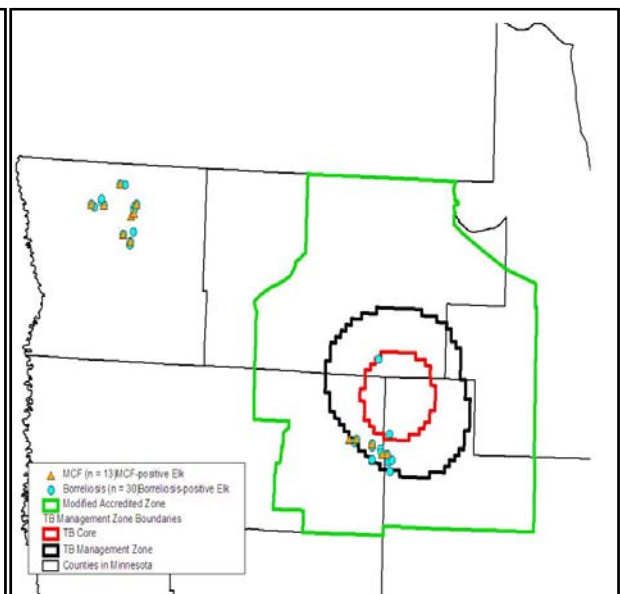 MCF (n = 13)MCF-positive Elk
Borreliosis (n = 30)Borreliosis-positive Elk
Modified Accredited Zone
TB Management Zone Boundaries
TB Core
TB Management Zone
Counties in Minnesota